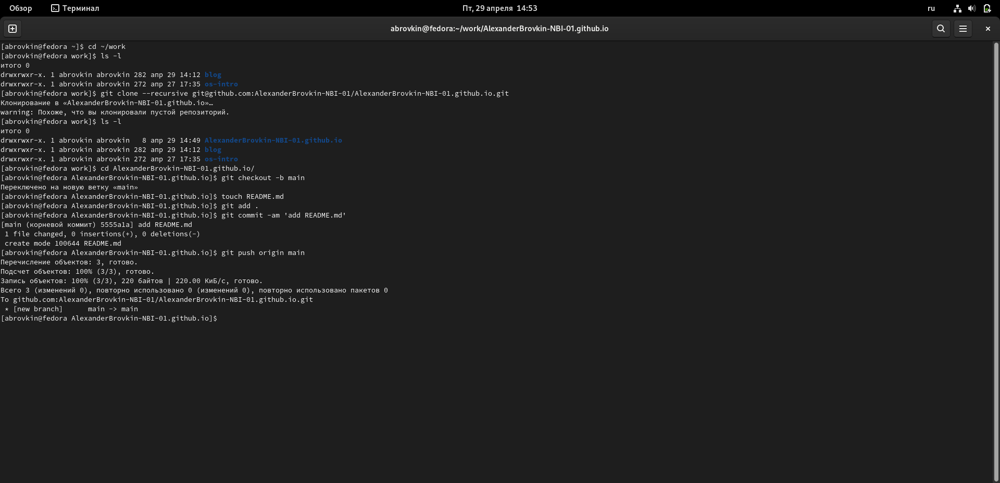 Обзор Терминал Пт, 29 апреля 14:53 ru
abrovkin@fedora:~/work/AlexanderBrovkin-NBI-01.github.io
[abrovkin@fedora ~]$ cd ~/work
[abrovkin@fedora work]$ ls -l
итого 0
drwxrwxr-x. 1 abrovkin abrovkin 282 апр 29 14:12 blog
drwxrwxr-x. 1 abrovkin abrovkin 272 апр 27 17:35 os-intro
[abrovkin@fedora work]$ git clone --recursive git@github.com:AlexanderBrovkin-NBI-01/AlexanderBrovkin-NBI-01.github.io.git
Клонирование в «AlexanderBrovkin-NBI-01.github.io»…
warning: Похоже, что вы клонировали пустой репозиторий.
[abrovkin@fedora work]$ ls -l
итого 0
drwxrwxr-x. 1 abrovkin abrovkin   8 апр 29 14:49 AlexanderBrovkin-NBI-01.github.io
drwxrwxr-x. 1 abrovkin abrovkin 282 апр 29 14:12 blog
drwxrwxr-x. 1 abrovkin abrovkin 272 апр 27 17:35 os-intro
[abrovkin@fedora work]$ cd AlexanderBrovkin-NBI-01.github.io/
[abrovkin@fedora AlexanderBrovkin-NBI-01.github.io]$ git checkout -b main
Переключено на новую ветку «main»
[abrovkin@fedora AlexanderBrovkin-NBI-01.github.io]$ touch README.md
[abrovkin@fedora AlexanderBrovkin-NBI-01.github.io]$ git add .
[abrovkin@fedora AlexanderBrovkin-NBI-01.github.io]$ git commit -am 'add README.md'
[main (корневой коммит) 5555a1a] add README.md
 1 file changed, 0 insertions(+), 0 deletions(-)
 create mode 100644 README.md
[abrovkin@fedora AlexanderBrovkin-NBI-01.github.io]$ git push origin main
Перечисление объектов: 3, готово.
Подсчет объектов: 100% (3/3), готово.
Запись объектов: 100% (3/3), 220 байтов | 220.00 КиБ/с, готово.
Всего 3 (изменений 0), повторно использовано 0 (изменений 0), повторно использовано пакетов 0
To github.com:AlexanderBrovkin-NBI-01/AlexanderBrovkin-NBI-01.github.io.git
 * [new branch]      main -> main
[abrovkin@fedora AlexanderBrovkin-NBI-01.github.io]$